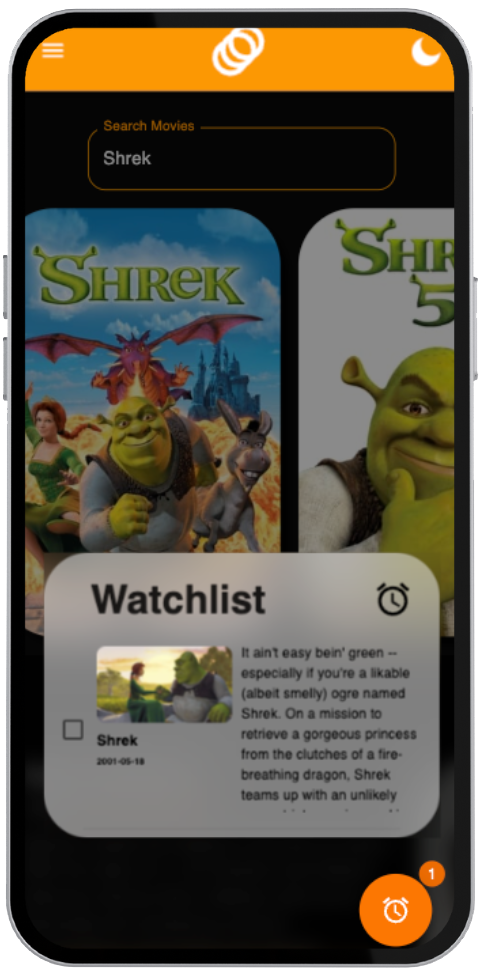 Search Movies
Shrek
SHREK
SHR
5
Watchlist
It ain't easy bein' green --
especially if you're a likable
(albeit smelly) ogre named
Shrek. On a mission to
retrieve a gorgeous princess
from the clutches of a fire-
breathing dragon, Shrek
teams up with an unlikely
Shrek
2001-05-18
1